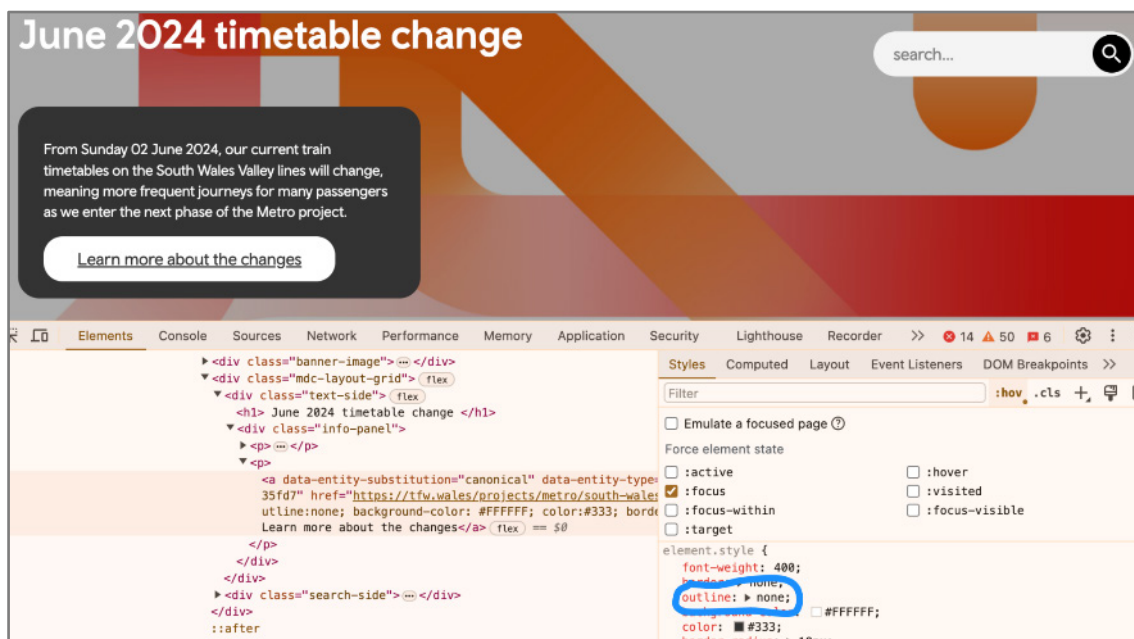 June 2024 timetable change
search...
From Sunday 02 June 2024, our current train
timetables on the South Wales Valley lines will change,
meaning more frequent journeys for many passengers
as we enter the next phase of the Metro project.
Learn more about the changes
Elements Console Sources Network Performance Memory Application Security Lighthouse Recorder 14 50 6
<div class="banner-image"> </div>
<div class="mdc-layout-grid"> flex
<div class="text-side"> flex
<h1> June 2024 timetable change </h1>
<div class="info-panel">
<p> </p>
<p>
<a data-entity-substitution="canonical" data-entity-type=
35fd7" href="https://tfw.wales/projects/metro/south-wales
utline:none; background-color: #FFFFFF; color:#333; borde
Learn more about the changes</a> flex == $0
</p>
</div>
</div>
<div class="search-side"> </div>
</div>
::after
Styles Computed Layout Event Listeners DOM Breakpoints
Filter :hov .cls
Emulate a focused page
Force element state
:active :hover
:focus :visited
:focus-within :focus-visible
:target
element.style {
font-weight: 400;
border: none;
outline: none;
background-color: #FFFFFF;
color: #333;